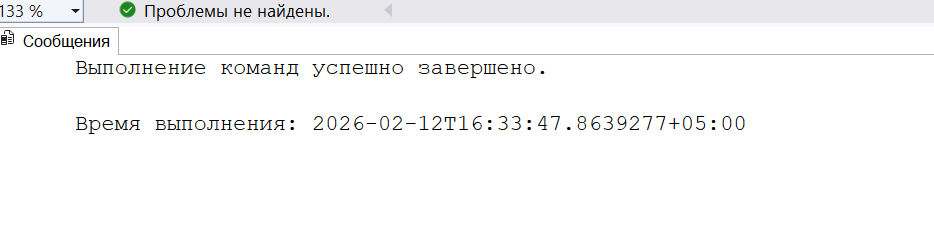 133 %
Проблемы не найдены.
Сообщения
Выполнение команд успешно завершено.
Время выполнения: 2026-02-12T16:33:47.8639277+05:00